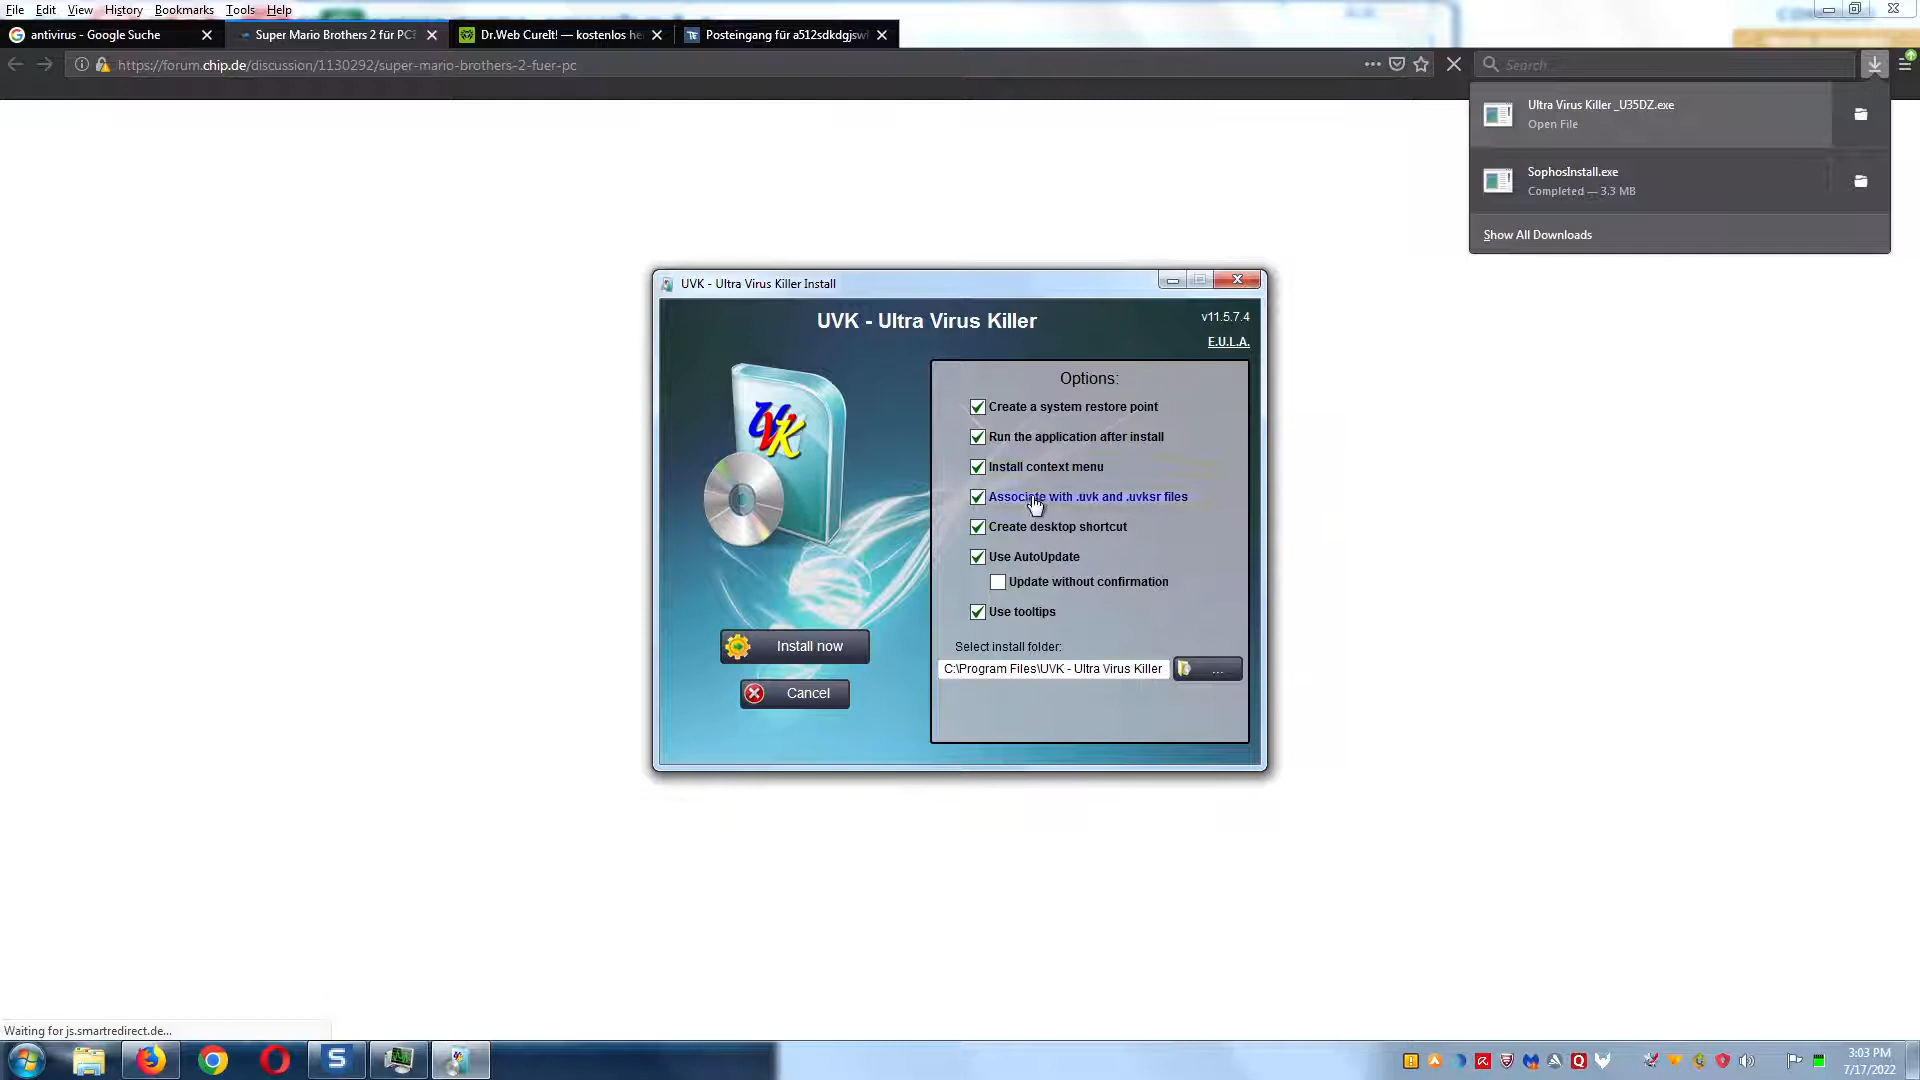 File Edit View History Bookmarks Tools Help
antivirus - Google Suche
Super Mario Brothers 2 für PC?
Dr.Web CureIt! — kostenlos he
Posteingang für a512sdkdgjsw
https://forum.chip.de/discussion/1130292/super-mario-brothers-2-fuer-pc
Search...
Ultra Virus Killer _U35DZ.exe
Open File
SophosInstall.exe
Completed — 3.3 MB
Show All Downloads
UVK - Ultra Virus Killer Install
UVK - Ultra Virus Killer
v11.5.7.4
E.U.L.A.
UVK
Options:
Create a system restore point
Run the application after install
Install context menu
Associate with .uvk and .uvksr files
Create desktop shortcut
Use AutoUpdate
Update without confirmation
Use tooltips
Select install folder:
C:\Program Files\UVK - Ultra Virus Killer
...
Install now
Cancel
Waiting for js.smartredirect.de...
S
3:03 PM
7/17/2022